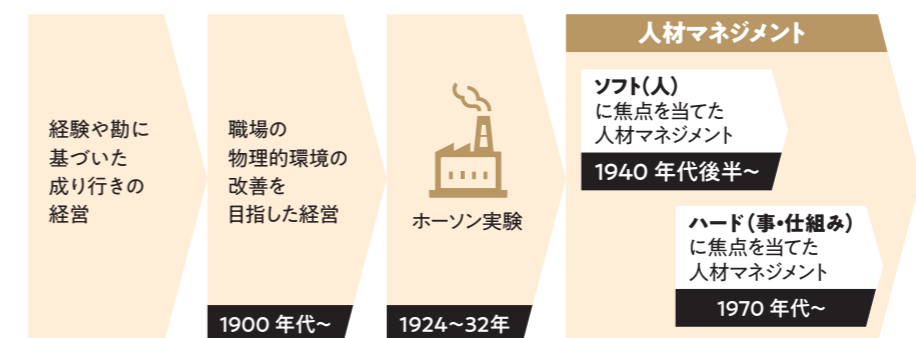 経験や勘に
基づいた
成り行きの
経営
職場の
物理的環境の
改善を
目指した経営
1900 年代~
ホーソン実験
1924~32年
人材マネジメント
ソフト(人)
に焦点を当てた
人材マネジメント
1940 年代後半~
ハード(事・仕組み)
に焦点を当てた
人材マネジメント
1970 年代~